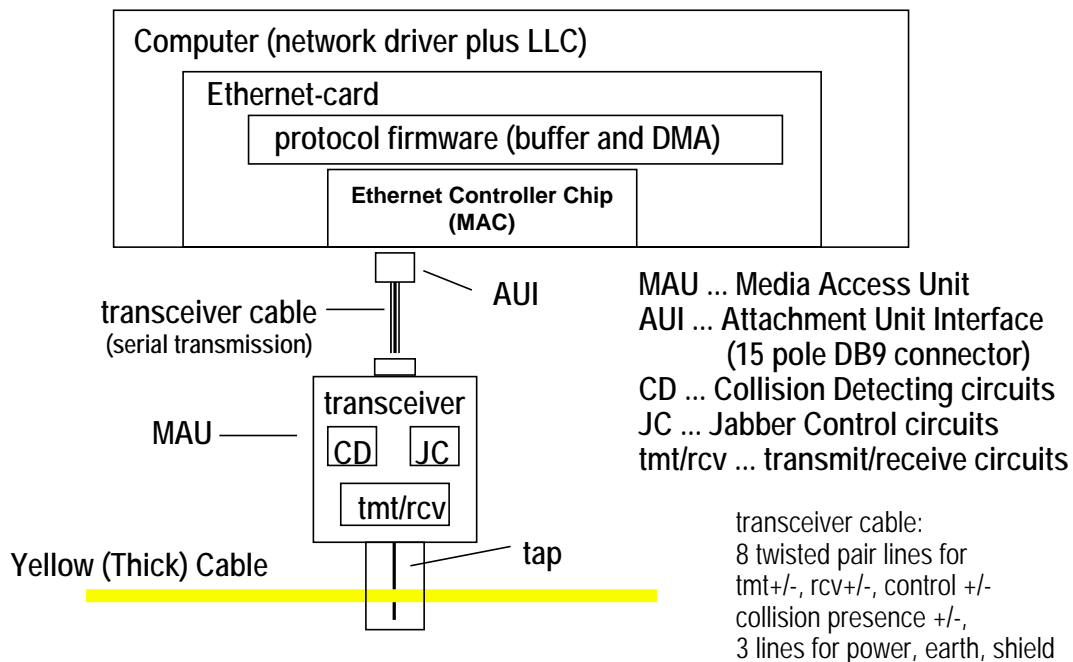 Computer (network driver plus LLC)
Ethernet-card
protocol firmware (buffer and DMA)
Ethernet Controller Chip
(MAC)
AUI
transceiver cable
(serial transmission)
MAU ... Media Access Unit
AUI ... Attachment Unit Interface
(15 pole DB9 connector)
CD ... Collision Detecting circuits
JC ... Jabber Control circuits
tmt/rcv ... transmit/receive circuits
transceiver
MAU
CD
JC
tmt/rcv
tap
Yellow (Thick) Cable
transceiver cable:
8 twisted pair lines for
tmt+/-, rcv+/-, control +/-
collision presence +/-,
3 lines for power, earth, shield